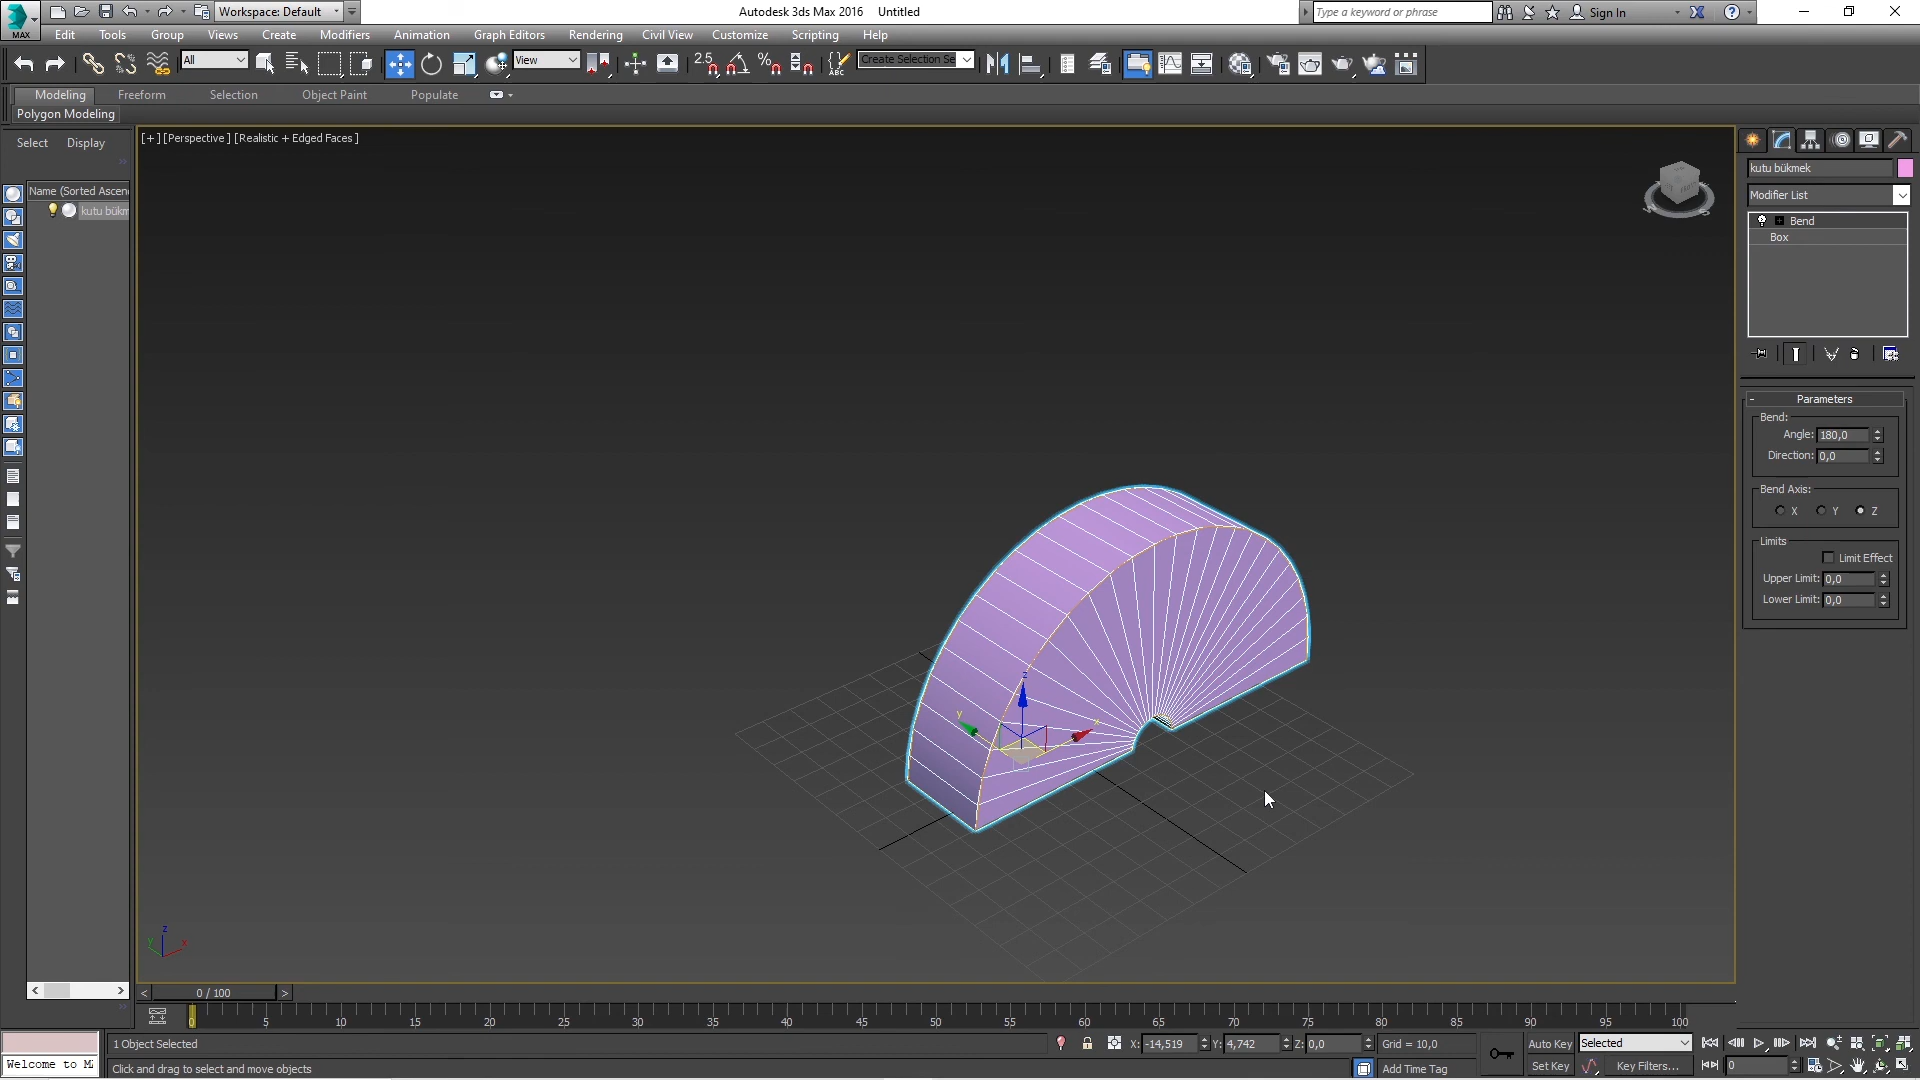 Workspace: Default
Autodesk 3ds Max 2016    Untitled
Type a keyword or phrase
Sign In
MAX
Edit Tools Group Views Create Modifiers Animation Graph Editors Rendering Civil View Customize Scripting Help
All
View
2.5
%
ABC
Create Selection Se
Modeling Freeform Selection Object Paint Populate
Polygon Modeling
Select Display
[+] [Perspective] [Realistic + Edged Faces]
Name (Sorted Ascen
kutu bükm
kutu bükmek
Modifier List
Bend
Box
- Parameters
Bend:
Angle: 180,0
Direction: 0,0
Bend Axis:
X Y Z
Limits
Limit Effect
Upper Limit: 0,0
Lower Limit: 0,0
z
y
x
z
y
x
< 0 / 100 >
0 5 10 15 20 25 30 35 40 45 50 55 60 65 70 75 80 85 90 95 100
1 Object Selected
X: -14,519 Y: 4,742 Z: 0,0 Grid = 10,0
Auto Key Selected
Welcome to M
Click and drag to select and move objects
Add Time Tag
Set Key Key Filters... 0